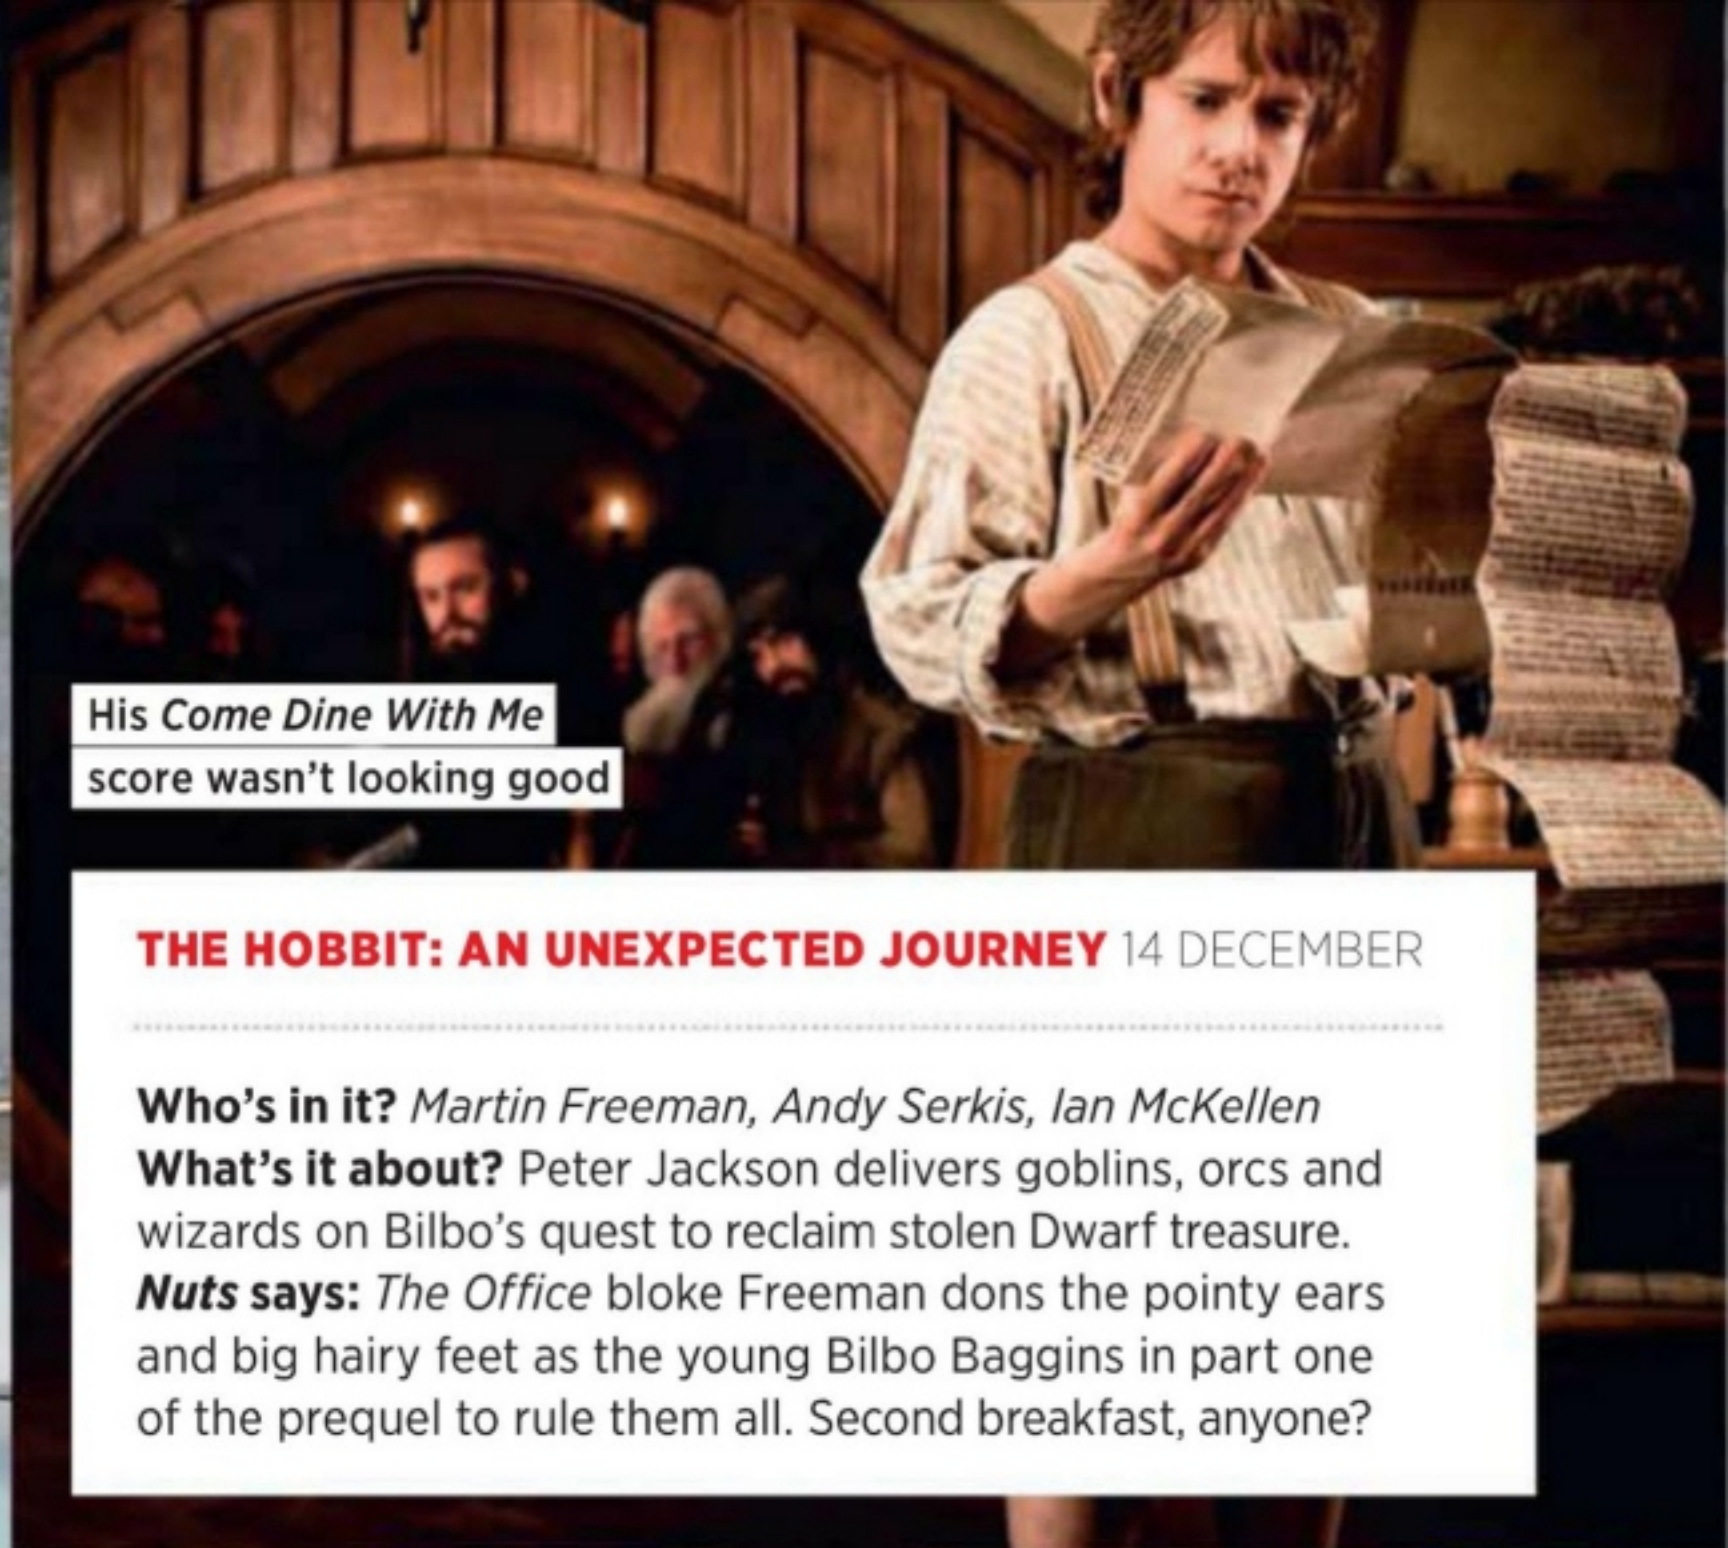 His Come Dine With Me
score wasn't looking good
THE HOBBIT: AN UNEXPECTED JOURNEY 14 DECEMBER
Who's in it? Martin Freeman, Andy Serkis, Ian McKellen
What's it about? Peter Jackson delivers goblins, orcs and
wizards on Bilbo's quest to reclaim stolen Dwarf treasure.
Nuts says: The Office bloke Freeman dons the pointy ears
and big hairy feet as the young Bilbo Baggins in part one
of the prequel to rule them all. Second breakfast, anyone?